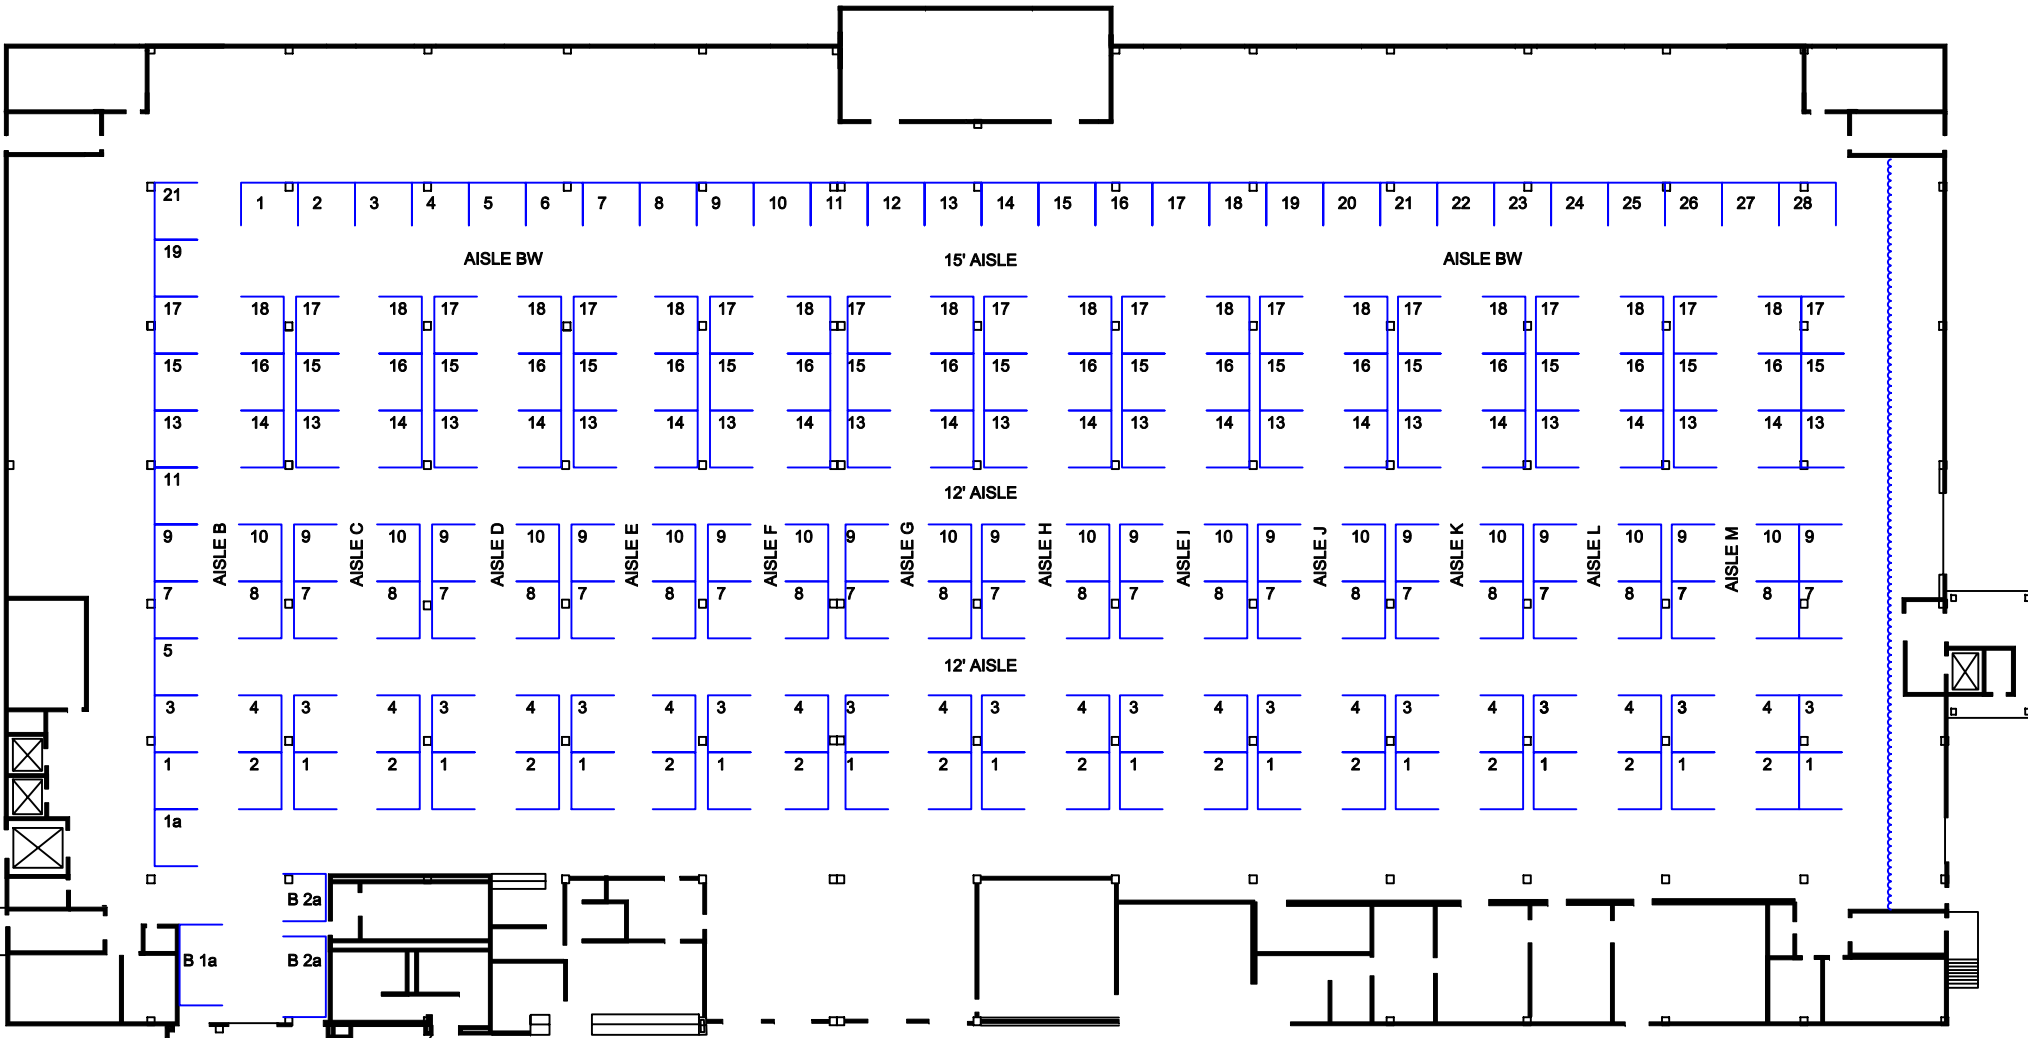 21
1 2 3 4 5 6 7 8 9 10 11 12 13 14 15 16 17 18 19 20 21 22 23 24 25 26 27 28
19
AISLE BW 15' AISLE AISLE BW
17 18 17 18 17 18 17 18 17 18 17 18 17 18 17 18 17 18 17 18 17 18 17 18 17
15 16 15 16 15 16 15 16 15 16 15 16 15 16 15 16 15 16 15 16 15 16 15 16 15
13 14 13 14 13 14 13 14 13 14 13 14 13 14 13 14 13 14 13 14 13 14 13 14 13
11
12' AISLE
9 10 9 10 9 10 9 10 9 10 9 10 9 10 9 10 9 10 9 10 9 10 9 10 9
AISLE B AISLE C AISLE D AISLE E AISLE F AISLE G AISLE H AISLE I AISLE J AISLE K AISLE L AISLE M
7 8 7 8 7 8 7 8 7 8 7 8 7 8 7 8 7 8 7 8 7 8 7 8 7
5
12' AISLE
3 4 3 4 3 4 3 4 3 4 3 4 3 4 3 4 3 4 3 4 3 4 3 4 3
1 2 1 2 1 2 1 2 1 2 1 2 1 2 1 2 1 2 1 2 1 2 1 2 1
1a
B 2a
B 1a B 2a